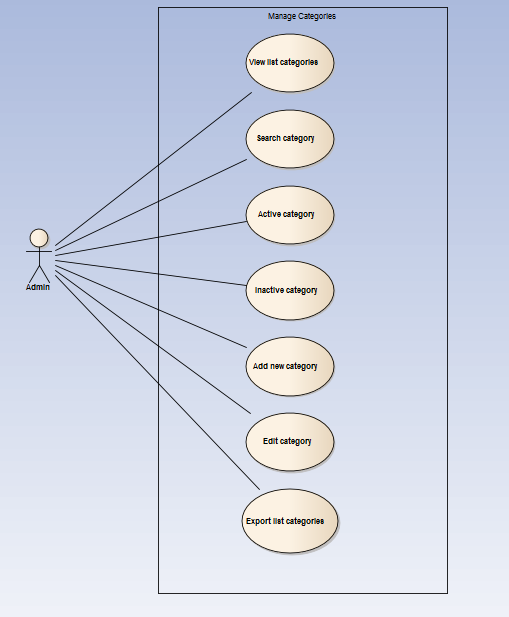 Manage Categories
View list categories
Search category
Active category
Admin
Inactive category
Add new category
Edit category
Export list categories